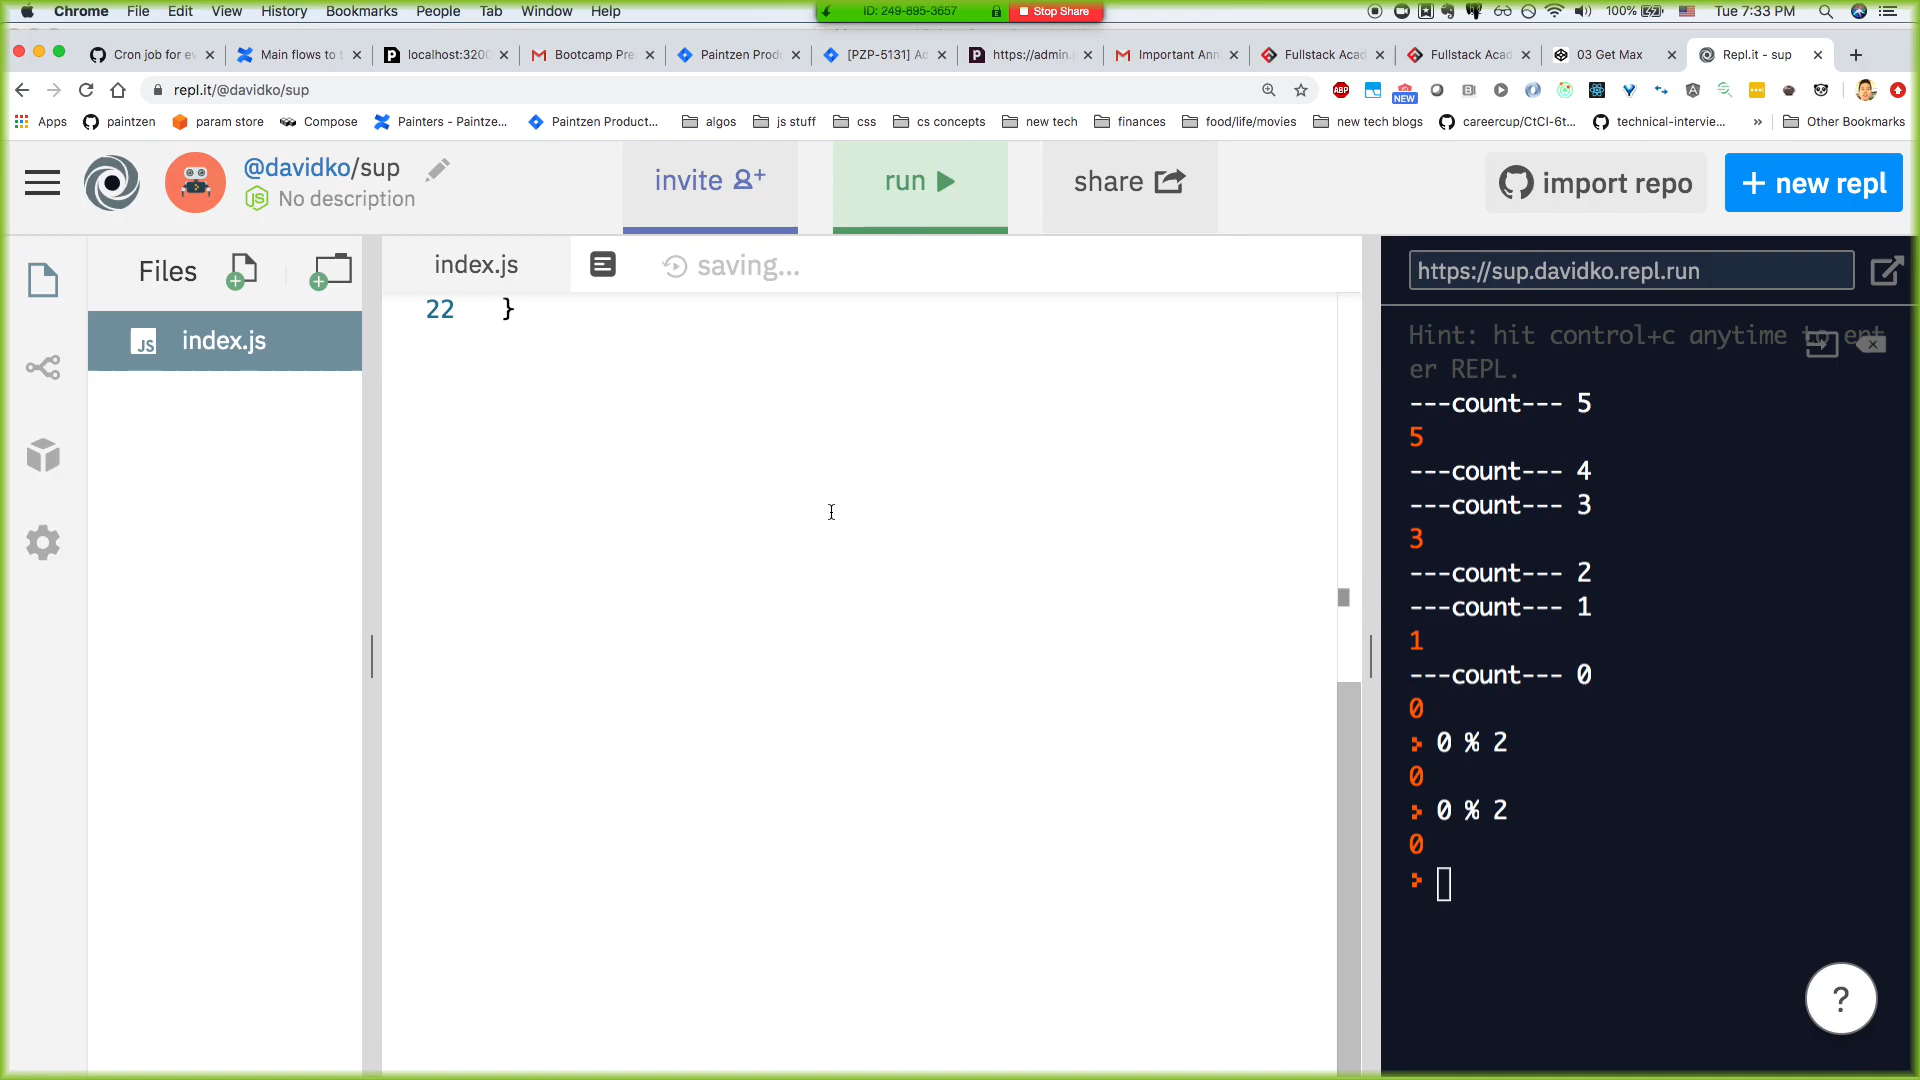 Chrome File Edit View History Bookmarks People Tab Window Help ID: 249-895-3657 Stop Share 100% Tue 7:33 PM
Cron job for ev Main flows to t localhost:3200 Bootcamp Pre Paintzen Produ [PZP-5131] Ad https://admin. Important Ann Fullstack Acad Fullstack Acad 03 Get Max Repl.it - sup
repl.it/@davidko/sup ABP NEW
Apps paintzen param store Compose Painters - Paintze... Paintzen Product... algos js stuff css cs concepts new tech finances food/life/movies new tech blogs careercup/CtCI-6t... technical-intervie... » Other Bookmarks
@davidko/sup
No description
invite
run
share
import repo
+ new repl
Files
JS index.js
index.js
saving...
22 }
https://sup.davidko.repl.run
Hint: hit control+c anytime to ent
er REPL.
---count--- 5
5
---count--- 4
---count--- 3
3
---count--- 2
---count--- 1
1
---count--- 0
0
0 % 2
0
0 % 2
0
?